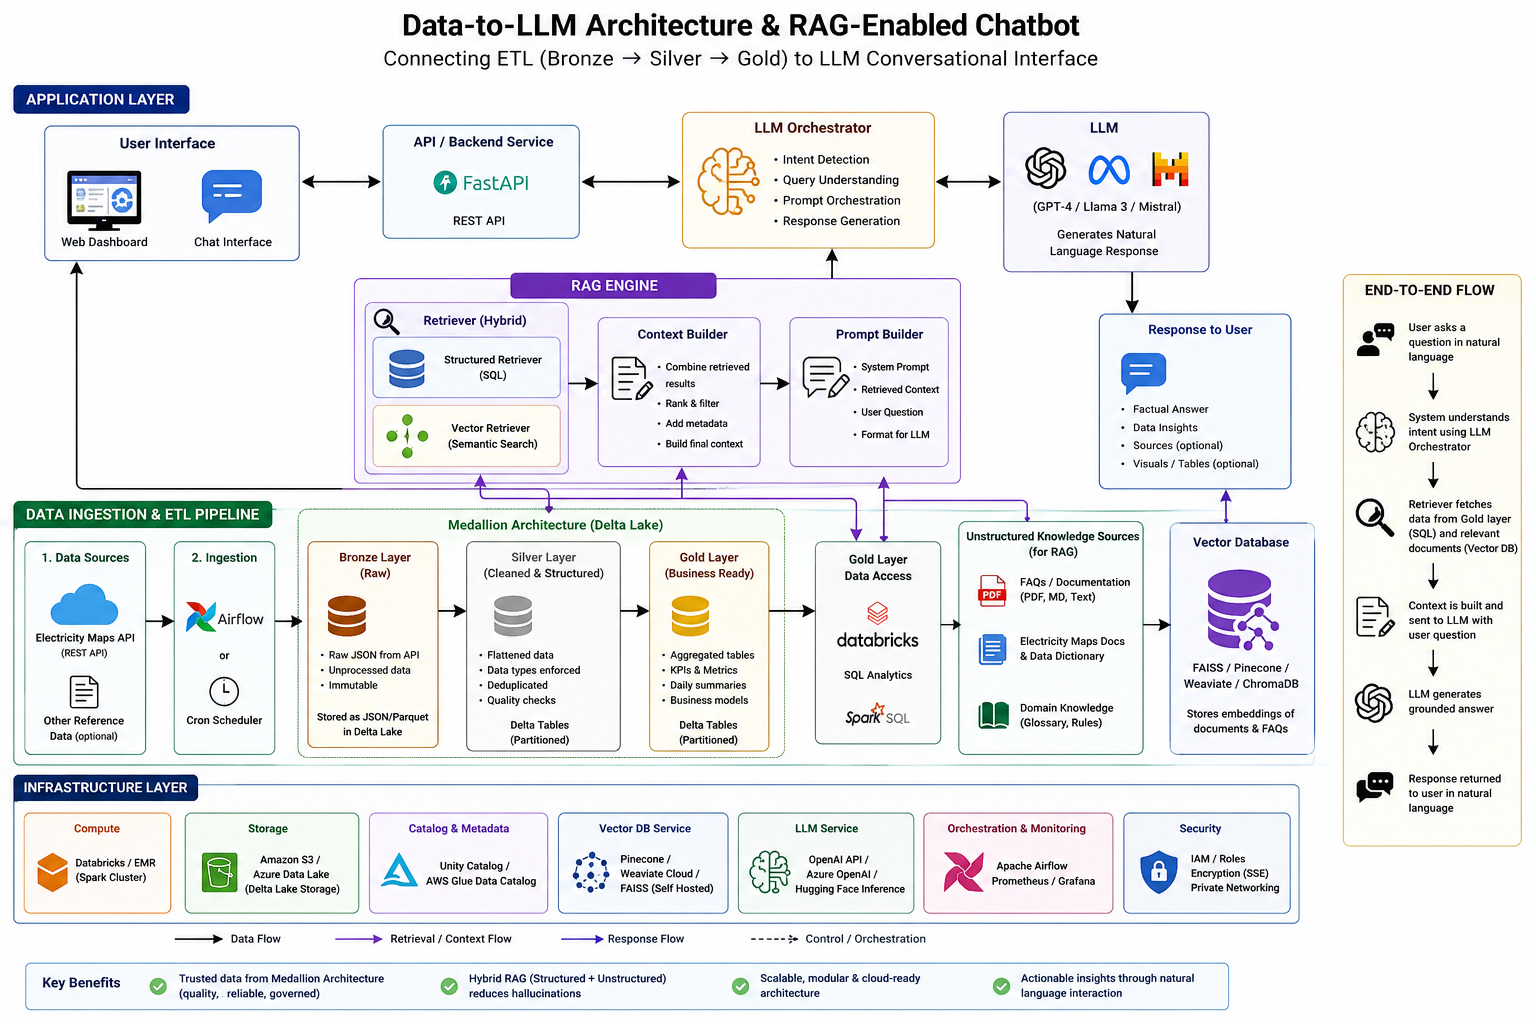 Data-to-LLM Architecture & RAG-Enabled Chatbot
Connecting ETL (Bronze → Silver → Gold) to LLM Conversational Interface
APPLICATION LAYER
User Interface
Web Dashboard
Chat Interface
API / Backend Service
FastAPI
REST API
LLM Orchestrator
• Intent Detection
• Query Understanding
• Prompt Orchestration
• Response Generation
LLM
(GPT-4 / Llama 3 / Mistral)
Generates Natural
Language Response
RAG ENGINE
Retriever (Hybrid)
Structured Retriever
(SQL)
Vector Retriever
(Semantic Search)
Context Builder
• Combine retrieved
results
• Rank & filter
• Add metadata
• Build final context
Prompt Builder
• System Prompt
• Retrieved Context
• User Question
• Format for LLM
Response to User
• Factual Answer
• Data Insights
• Sources (optional)
• Visuals / Tables (optional)
END-TO-END FLOW
User asks a
question in natural
language
System understands
intent using LLM
Orchestrator
Retriever fetches
data from Gold layer
(SQL) and relevant
documents (Vector DB)
Context is built and
sent to LLM with
user question
LLM generates
grounded answer
Response returned
to user in natural
language
DATA INGESTION & ETL PIPELINE
1. Data Sources
Electricity Maps API
(REST API)
Other Reference
Data (optional)
2. Ingestion
Airflow
or
Cron Scheduler
Medallion Architecture (Delta Lake)
Bronze Layer
(Raw)
• Raw JSON from API
• Unprocessed data
• Immutable
Stored as JSON/Parquet
in Delta Lake
Silver Layer
(Cleaned & Structured)
• Flattened data
• Data types enforced
• Deduplicated
• Quality checks
Delta Tables
(Partitioned)
Gold Layer
(Business Ready)
• Aggregated tables
• KPIs & Metrics
• Daily summaries
• Business models
Delta Tables
(Partitioned)
Gold Layer
Data Access
databricks
SQL Analytics
Spark SQL
Unstructured Knowledge Sources
(for RAG)
PDF
FAQs / Documentation
(PDF, MD, Text)
Electricity Maps Docs
& Data Dictionary
Domain Knowledge
(Glossary, Rules)
Vector Database
FAISS / Pinecone /
Weaviate / ChromaDB
Stores embeddings of
documents & FAQs
INFRASTRUCTURE LAYER
Compute
Databricks / EMR
(Spark Cluster)
Storage
Amazon S3 /
Azure Data Lake
(Delta Lake Storage)
Catalog & Metadata
Unity Catalog /
AWS Glue Data Catalog
Vector DB Service
Pinecone /
Weaviate Cloud /
FAISS (Self Hosted)
LLM Service
OpenAI API /
Azure OpenAI /
Hugging Face Inference
Orchestration & Monitoring
Apache Airflow
Prometheus / Grafana
Security
IAM / Roles
Encryption (SSE)
Private Networking
Data Flow
Retrieval / Context Flow
Response Flow
Control / Orchestration
Key Benefits
Trusted data from Medallion Architecture
(quality, reliable, governed)
Hybrid RAG (Structured + Unstructured)
reduces hallucinations
Scalable, modular & cloud-ready
architecture
Actionable insights through natural
language interaction